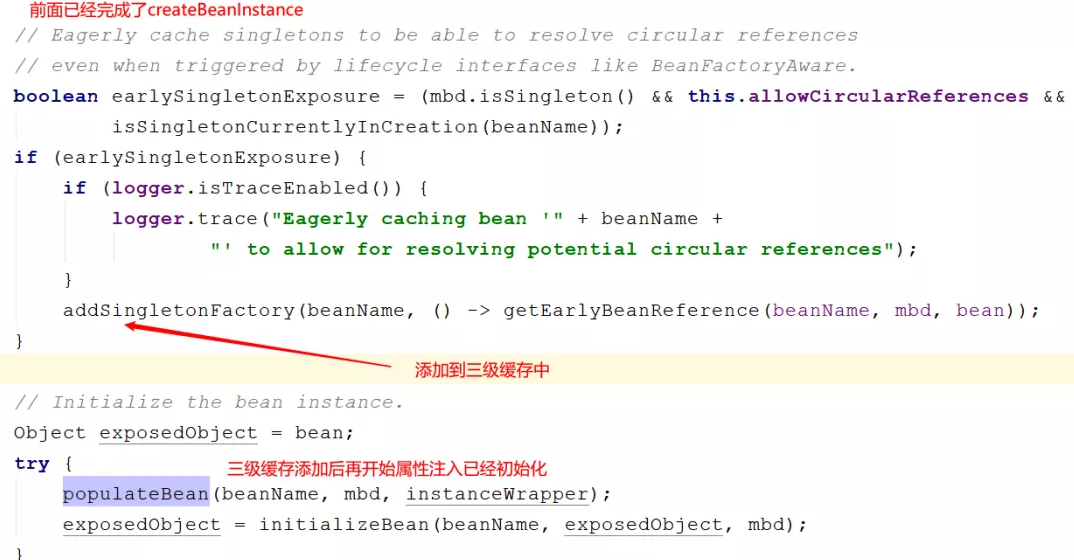 前面已经完成了createBeanInstance
// Eagerly cache singletons to be able to resolve circular references
// even when triggered by lifecycle interfaces like BeanFactoryAware.
boolean earlySingletonExposure = (mbd.isSingleton() && this.allowCircularReferences &&
isSingletonCurrentlyInCreation(beanName));
if (earlySingletonExposure) {
if (logger.isTraceEnabled()) {
logger.trace("Eagerly caching bean '" + beanName +
"' to allow for resolving potential circular references");
}
addSingletonFactory(beanName, () -> getEarlyBeanReference(beanName, mbd, bean));
}
添加到三级缓存中
// Initialize the bean instance.
Object exposedObject = bean;
try {
三级缓存添加后再开始属性注入已经初始化
populateBean(beanName, mbd, instanceWrapper);
exposedObject = initializeBean(beanName, exposedObject, mbd);
}